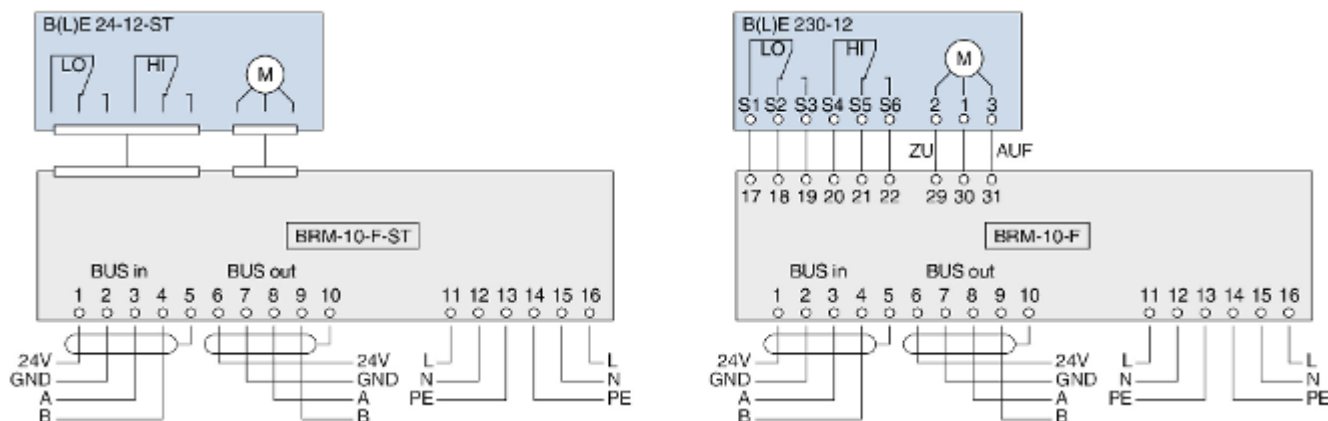 B(L)E 24-12-ST
LO HI M
BRM-10-F-ST
BUS in BUS out
1 2 3 4 5 6 7 8 9 10 11 12 13 14 15 16
24V 24V L L
GND GND N N
A A PE PE
B B
B(L)E 230-12
LO HI M
S1 S2 S3 S4 S5 S6 2 1 3
ZU AUF
17 18 19 20 21 22 29 30 31
BRM-10-F
BUS in BUS out
1 2 3 4 5 6 7 8 9 10 11 12 13 14 15 16
24V 24V L L
GND GND N N
A A PE PE
B B